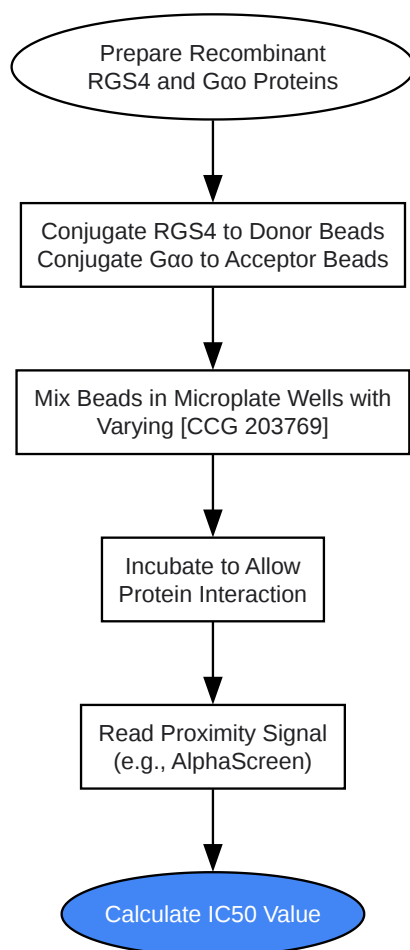 Prepare Recombinant
RGS4 and Gαo Proteins
Conjugate RGS4 to Donor Beads
Conjugate Gαo to Acceptor Beads
Mix Beads in Microplate Wells with
Varying [CCG 203769]
Incubate to Allow
Protein Interaction
Read Proximity Signal
(e.g., AlphaScreen)
Calculate IC50 Value